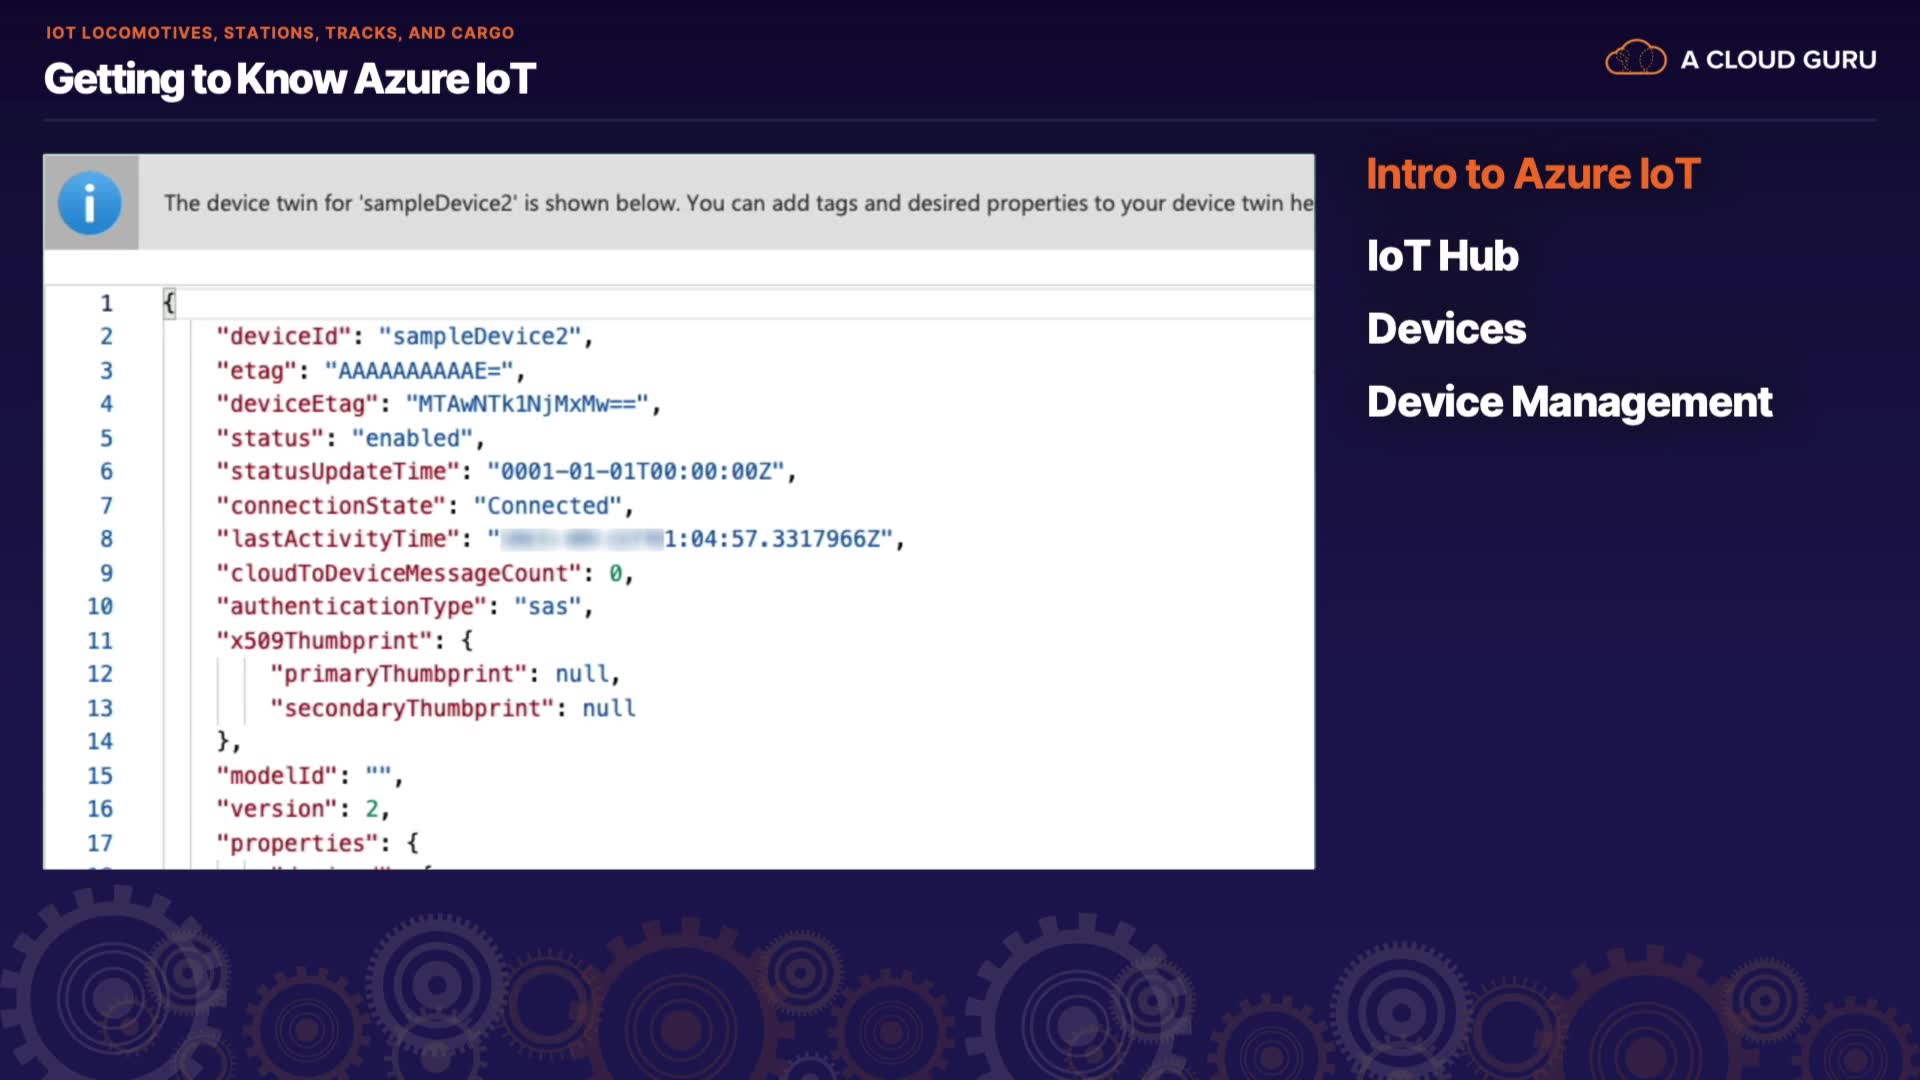 IOT LOCOMOTIVES, STATIONS, TRACKS, AND CARGO
Getting to Know Azure IoT
A CLOUD GURU
The device twin for 'sampleDevice2' is shown below. You can add tags and desired properties to your device twin he
1 {
2 "deviceId": "sampleDevice2",
3 "etag": "AAAAAAAAAAE=",
4 "deviceEtag": "MTAwNTk1NjMxMw==",
5 "status": "enabled",
6 "statusUpdateTime": "0001-01-01T00:00:00Z",
7 "connectionState": "Connected",
8 "lastActivityTime": "1:04:57.3317966Z",
9 "cloudToDeviceMessageCount": 0,
10 "authenticationType": "sas",
11 "x509Thumbprint": {
12 "primaryThumbprint": null,
13 "secondaryThumbprint": null
14 },
15 "modelId": "",
16 "version": 2,
17 "properties": {
Intro to Azure IoT
IoT Hub
Devices
Device Management